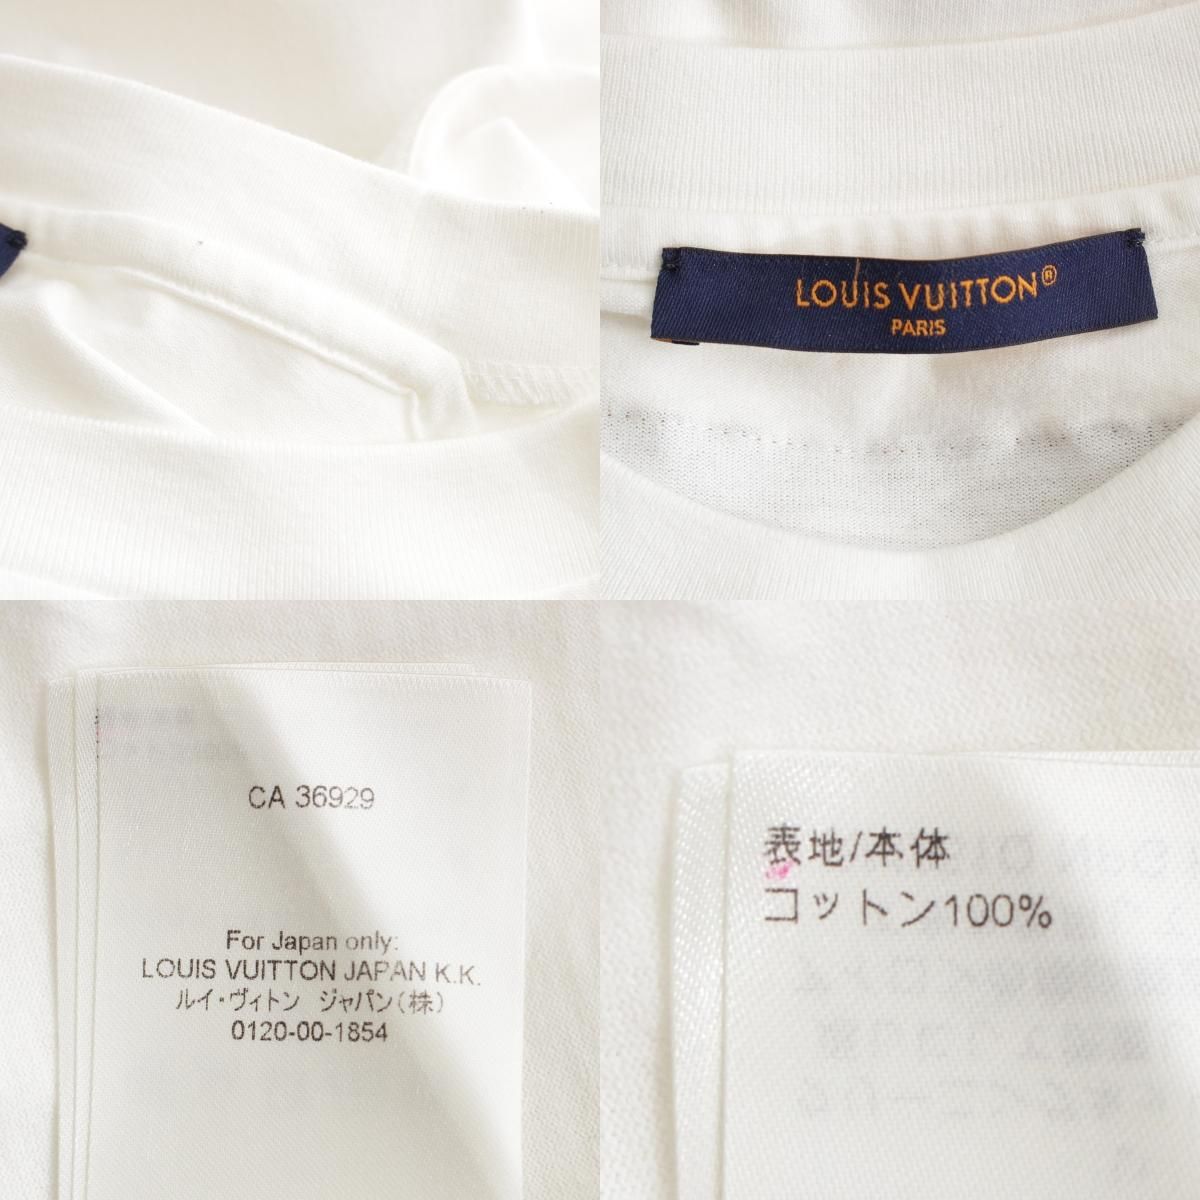 LOUIS VUITTON®
PARIS
CA 36929
For Japan only:
LOUIS VUITTON JAPAN K.K.
ルイ・ヴィトン ジャパン(株)
0120-00-1854
表地/本体
コットン100%